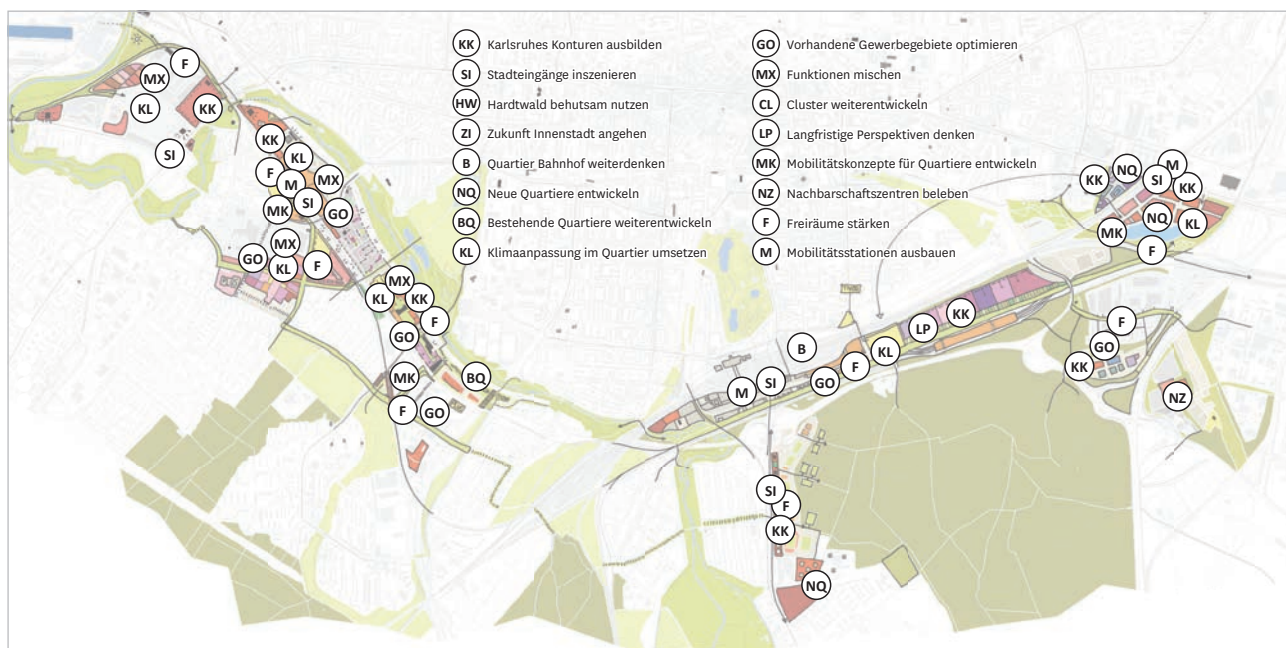 KK Karlsruhes Konturen ausbilden
SI Stadteingänge inszenieren
HW Hardtwald behutsam nutzen
ZI Zukunft Innenstadt angehen
B Quartier Bahnhof weiterdenken
NQ Neue Quartiere entwickeln
BQ Bestehende Quartiere weiterentwickeln
KL Klimaanpassung im Quartier umsetzen
GO Vorhandene Gewerbegebiete optimieren
MX Funktionen mischen
CL Cluster weiterentwickeln
LP Langfristige Perspektiven denken
MK Mobilitätskonzepte für Quartiere entwickeln
NZ Nachbarschaftszentren beleben
F Freiräume stärken
M Mobilitätsstationen ausbauen
F
MX
KL
KK
SI
KK
KL
F
M
MX
SI
MK
GO
MX
GO
KL
F
MX
KL
KK
F
GO
MK
BQ
F
GO
B
M
SI
GO
F
KL
LP
KK
SI
F
KK
NQ
M
NQ
KK
SI
KK
NQ
KL
MK
F
F
GO
KK
NZ